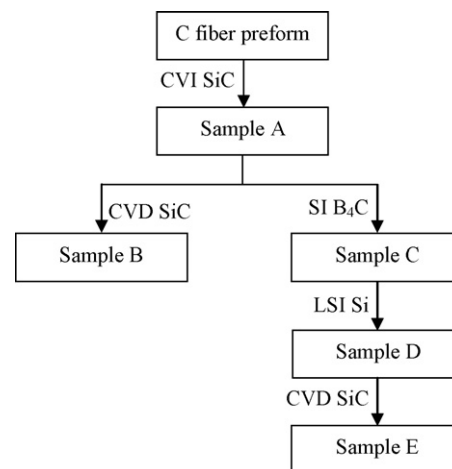 C fiber preform
CVI SiC
Sample A
CVD SiC
SI B₄C
Sample B
Sample C
LSI Si
Sample D
CVD SiC
Sample E